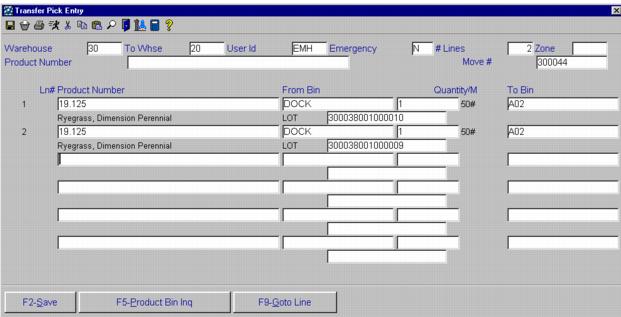 Transfer Pick Entry
Warehouse 30 To Whse 20 User Id EMH Emergency N # Lines 2 Zone
Product Number Move # 300044
Ln# Product Number From Bin Quantity/M To Bin
1 19.125 DOCK 1 50# A02
Ryegrass, Dimension Perennial LOT 300038001000010
2 19.125 DOCK 1 50# A02
Ryegrass, Dimension Perennial LOT 300038001000009
F2-Save F5-Product Bin Inq F9-Goto Line